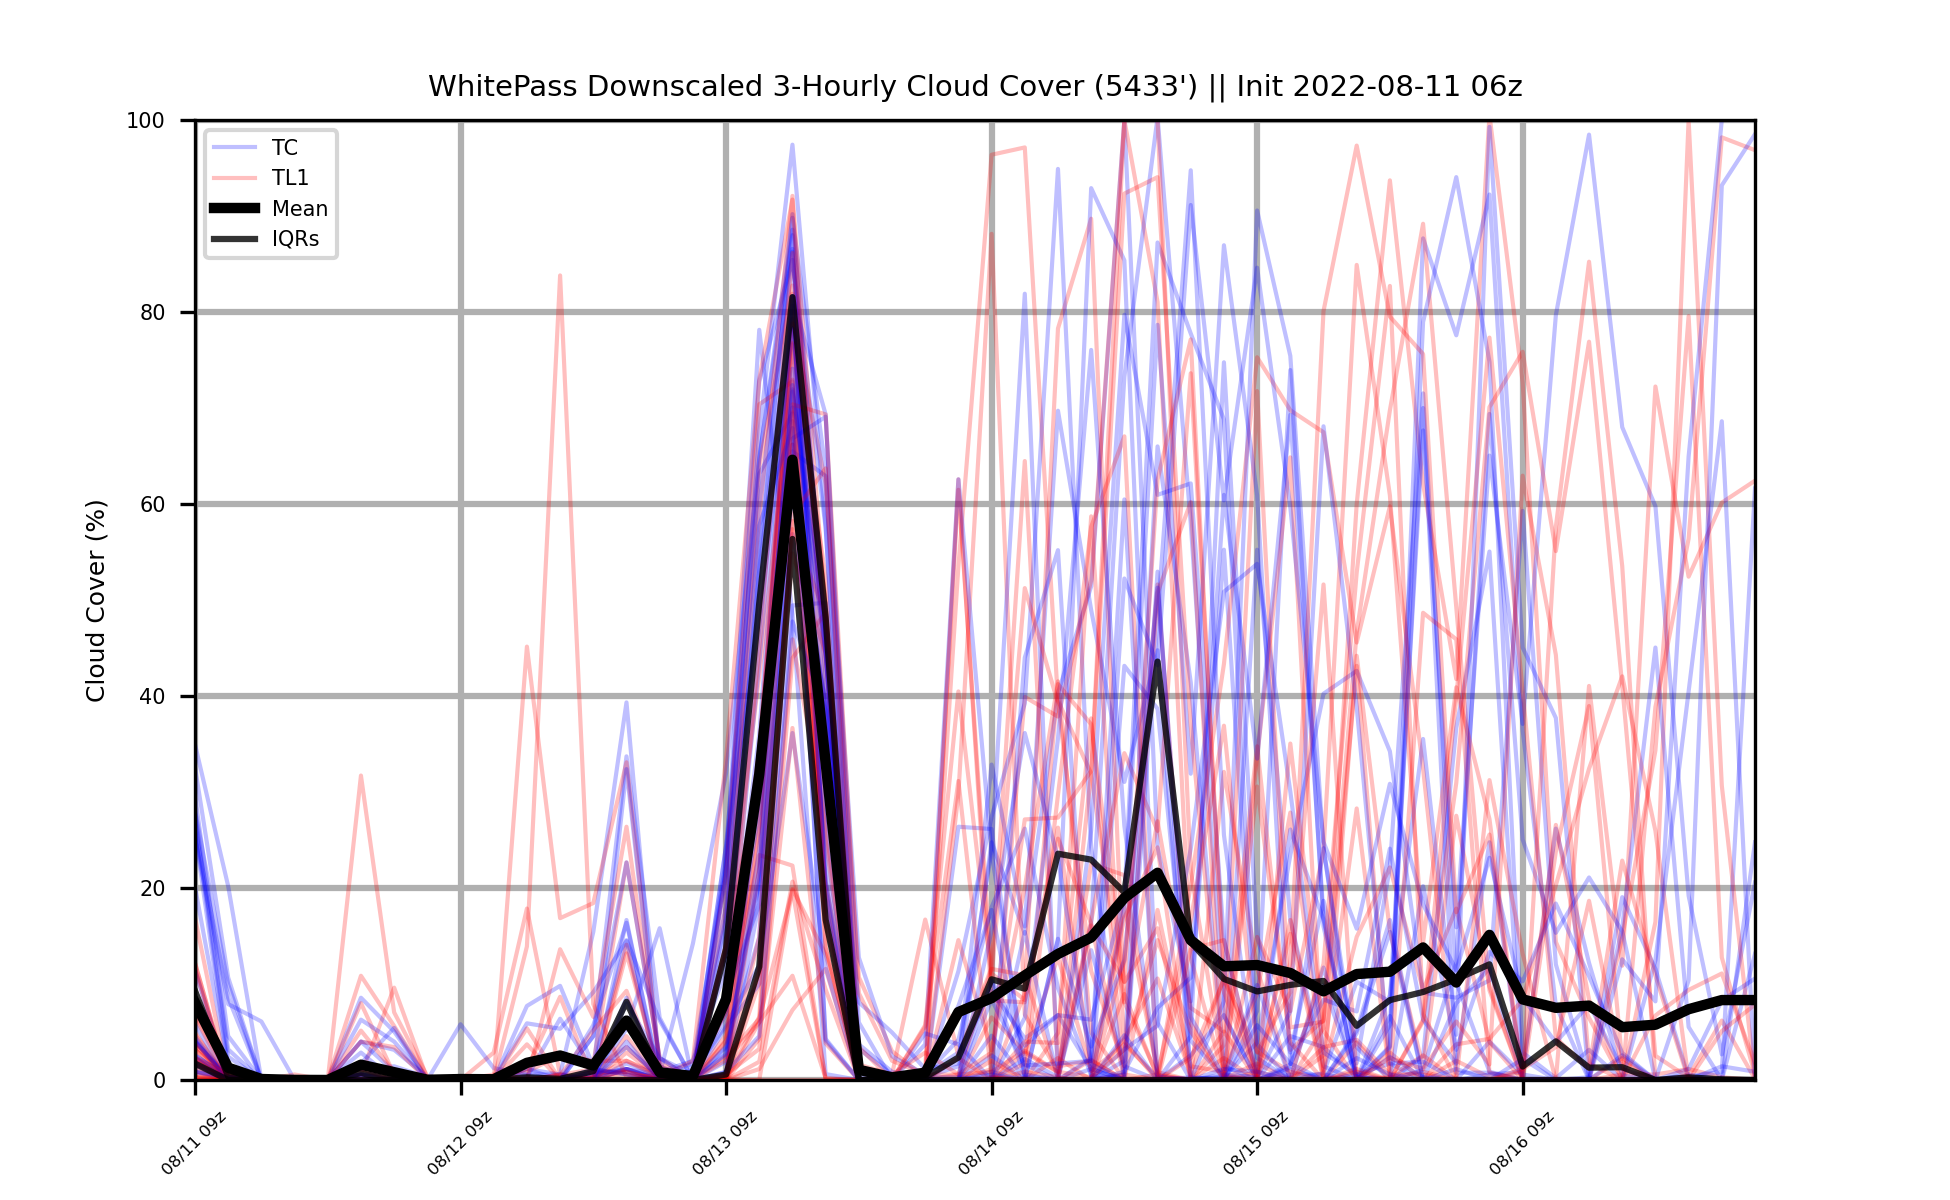 WhitePass Downscaled 3-Hourly Cloud Cover (5433') || Init 2022-08-11 06z
Cloud Cover (%)
100
80
60
40
20
0
TC
TL1
Mean
IQRs
08/11 09z
08/12 09z
08/13 09z
08/14 09z
08/15 09z
08/16 09z